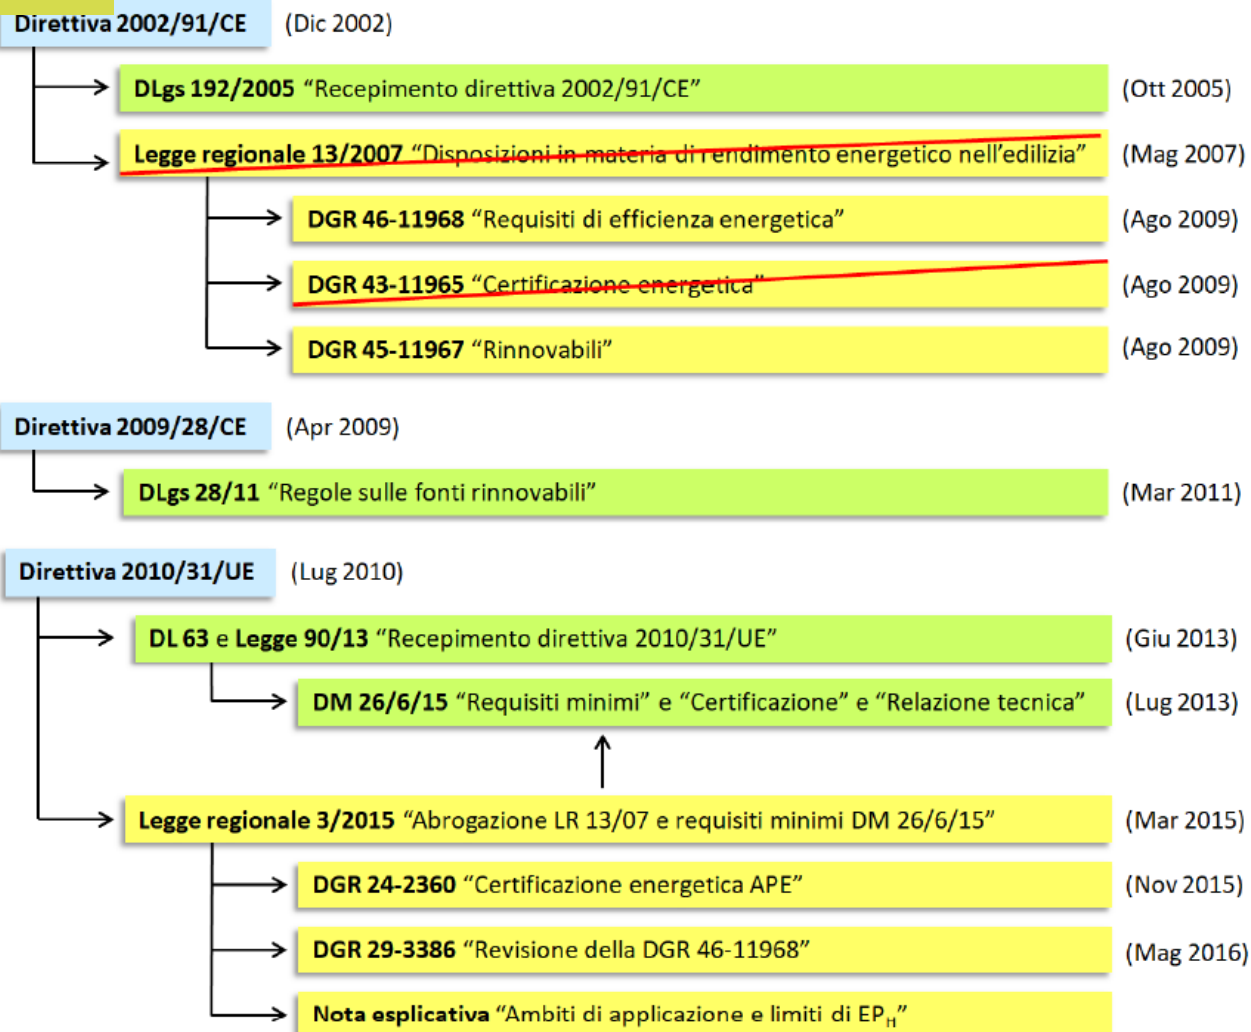 Direttiva 2002/91/CE (Dic 2002)
DLgs 192/2005 “Recepimento direttiva 2002/91/CE” (Ott 2005)
Legge regionale 13/2007 “Disposizioni in materia di rendimento energetico nell’edilizia” (Mag 2007)
DGR 46-11968 “Requisiti di efficienza energetica” (Ago 2009)
DGR 43-11965 “Certificazione energetica” (Ago 2009)
DGR 45-11967 “Rinnovabili” (Ago 2009)
Direttiva 2009/28/CE (Apr 2009)
DLgs 28/11 “Regole sulle fonti rinnovabili” (Mar 2011)
Direttiva 2010/31/UE (Lug 2010)
DL 63 e Legge 90/13 “Recepimento direttiva 2010/31/UE” (Giu 2013)
DM 26/6/15 “Requisiti minimi” e “Certificazione” e “Relazione tecnica” (Lug 2013)
Legge regionale 3/2015 “Abrogazione LR 13/07 e requisiti minimi DM 26/6/15” (Mar 2015)
DGR 24-2360 “Certificazione energetica APE” (Nov 2015)
DGR 29-3386 “Revisione della DGR 46-11968” (Mag 2016)
Nota esplicativa “Ambiti di applicazione e limiti di EPH”